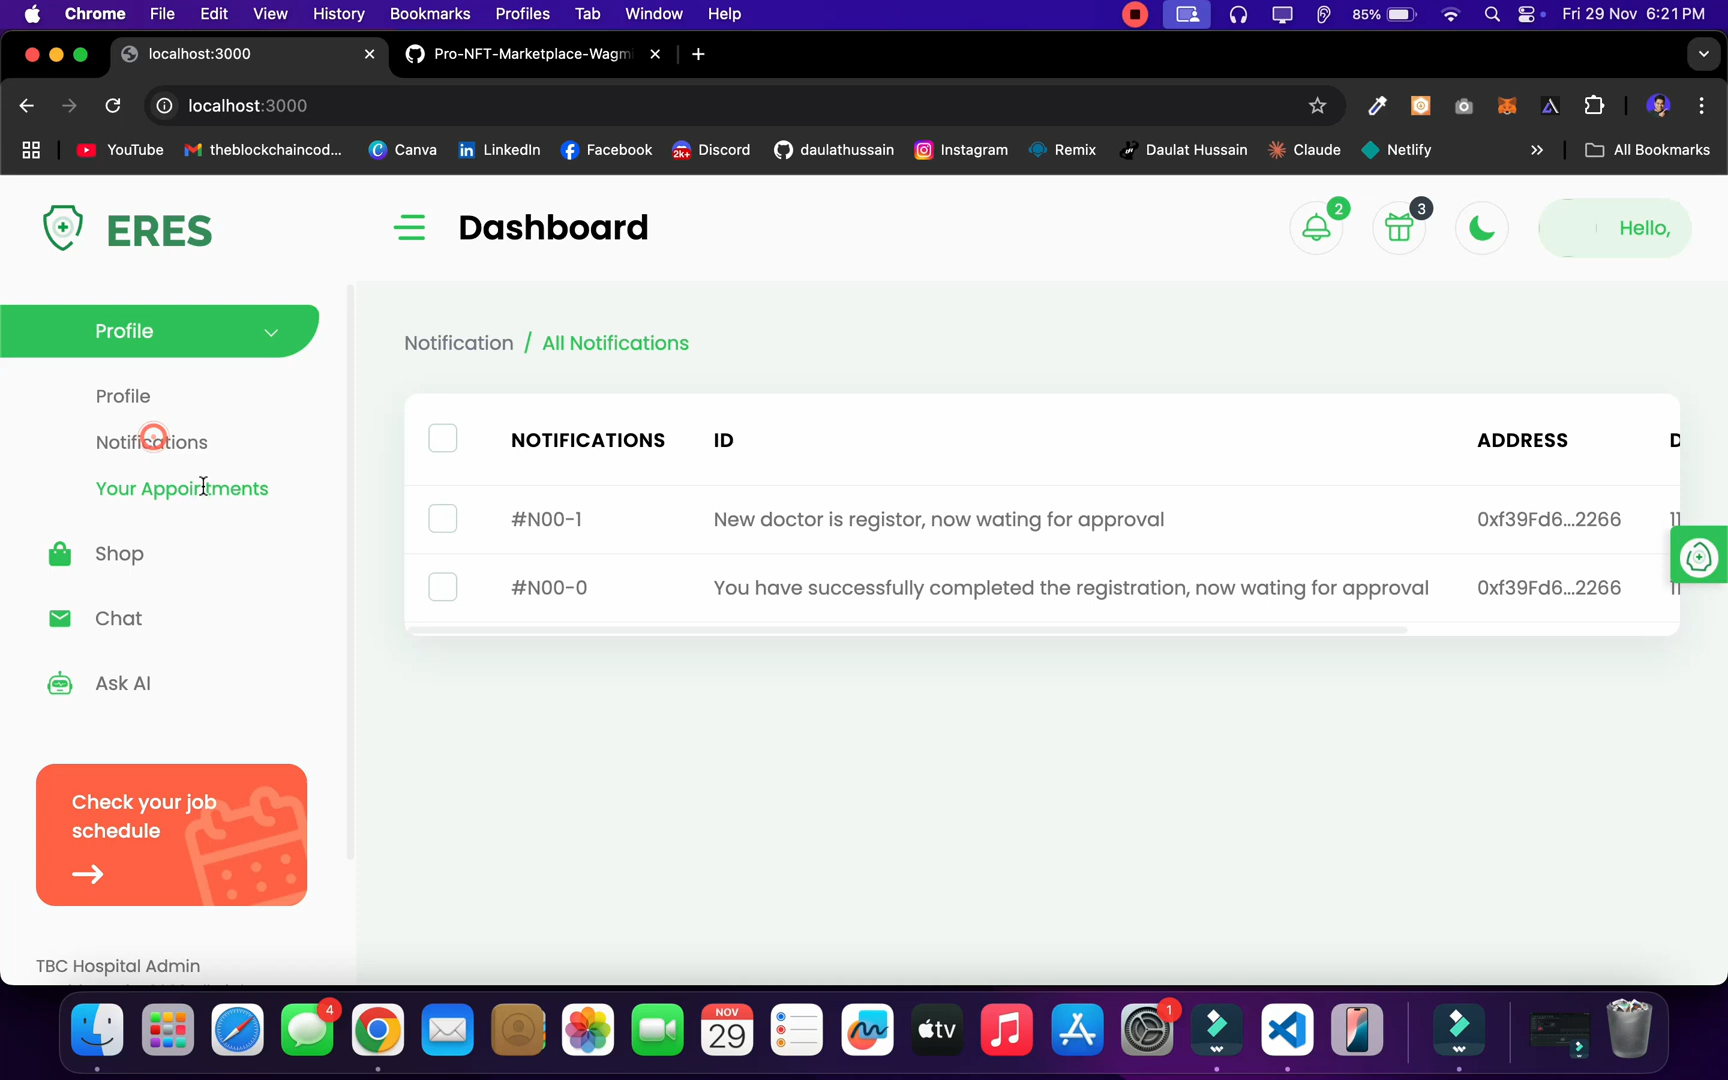 Chrome File Edit View History Bookmarks Profiles Tab Window Help 85% Fri 29 Nov 6:21 PM
localhost:3000 Pro-NFT-Marketplace-Wagm
localhost:3000
YouTube theblockchaincod... Canva LinkedIn Facebook 2k+ Discord daulathussain Instagram Remix Daulat Hussain Claude Netlify » All Bookmarks
ERES Dashboard 2 3 Hello,
Profile
Notification / All Notifications
Profile
Notifications
Your Appointments
Shop
Chat
Ask AI
NOTIFICATIONS ID ADDRESS D
#N00-1 New doctor is registor, now wating for approval 0xf39Fd6...2266
#N00-0 You have successfully completed the registration, now wating for approval 0xf39Fd6...2266
Check your job
schedule
TBC Hospital Admin
4 NOV 29 tv 1